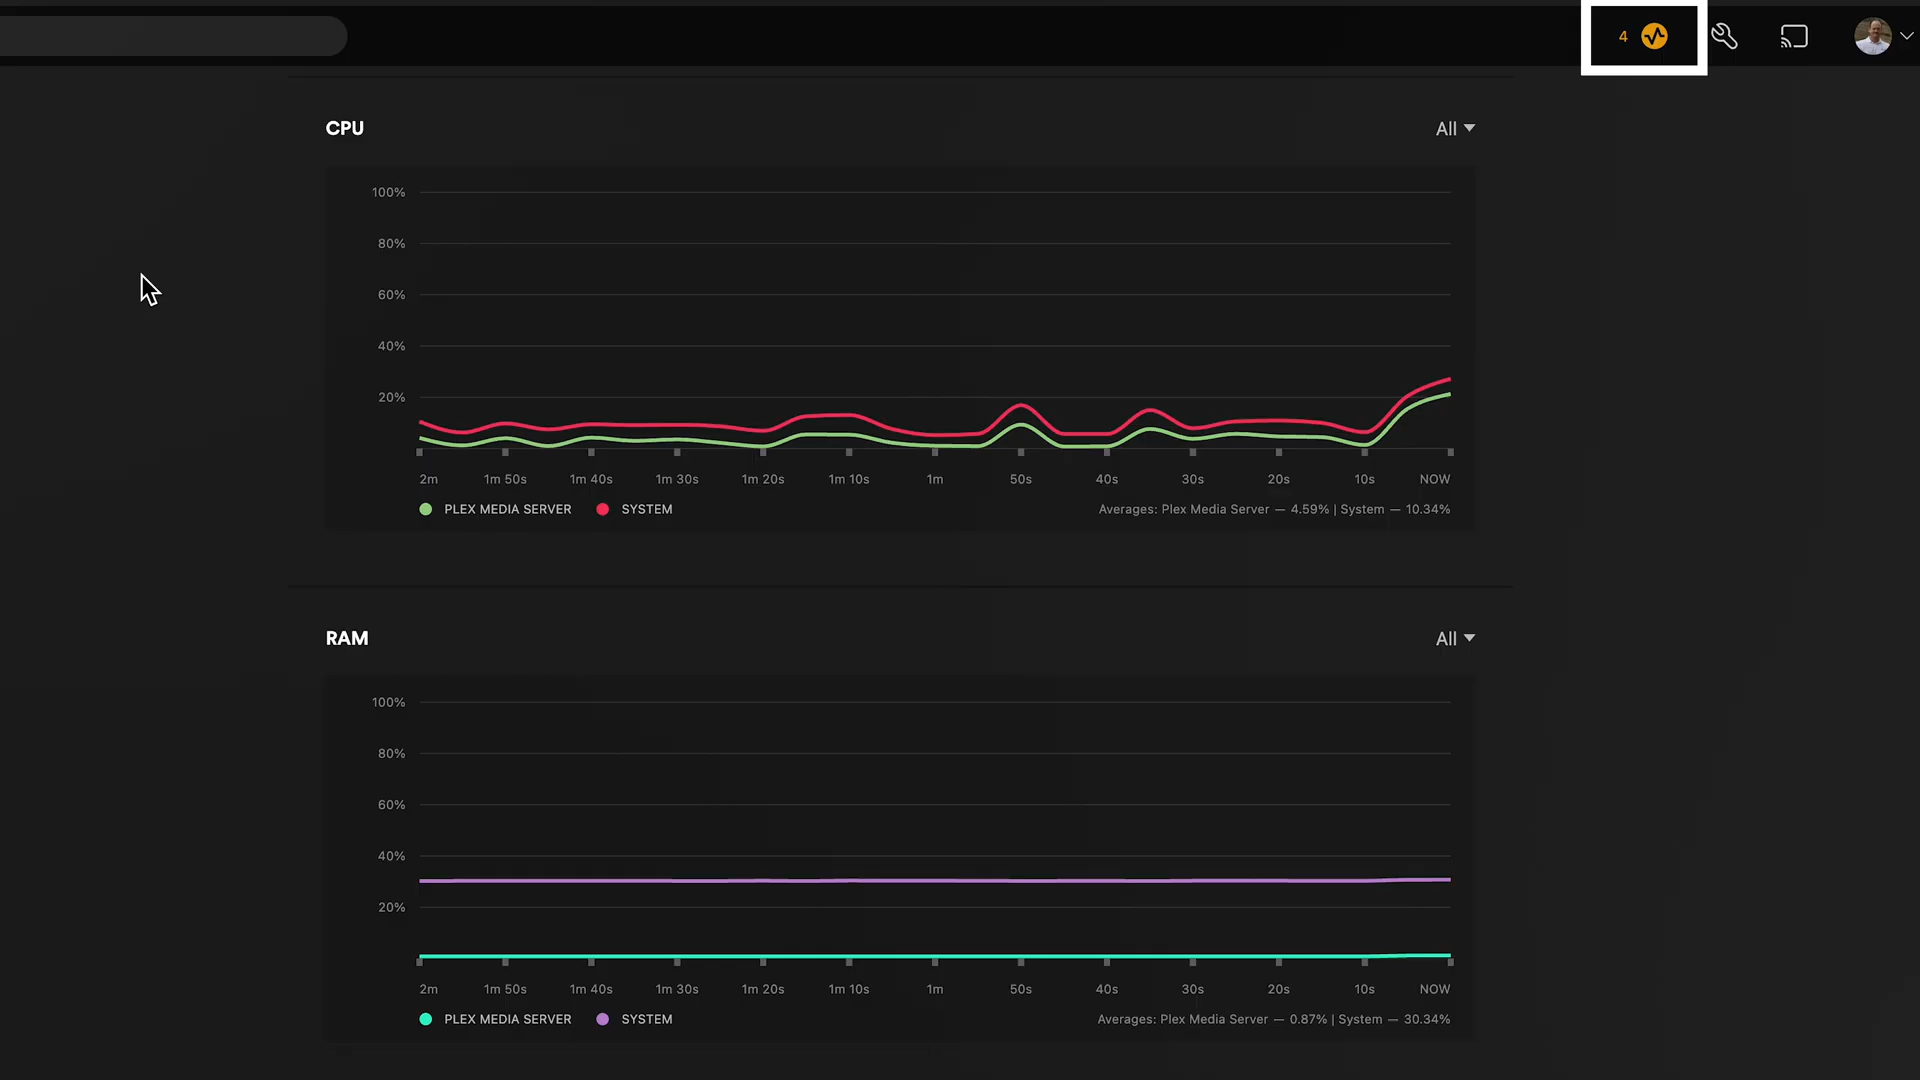 4
CPU
All
100%
80%
60%
40%
20%
2m 1m 50s 1m 40s 1m 30s 1m 20s 1m 10s 1m 50s 40s 30s 20s 10s NOW
PLEX MEDIA SERVER SYSTEM Averages: Plex Media Server — 4.59% | System — 10.34%
RAM
All
100%
80%
60%
40%
20%
2m 1m 50s 1m 40s 1m 30s 1m 20s 1m 10s 1m 50s 40s 30s 20s 10s NOW
PLEX MEDIA SERVER SYSTEM Averages: Plex Media Server — 0.87% | System — 30.34%